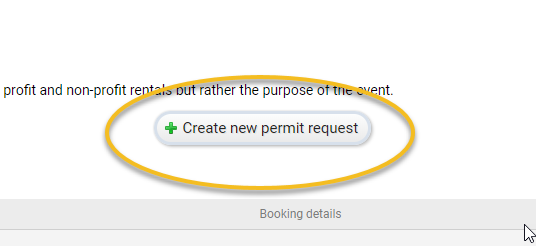 profit and non-profit rentals but rather the purpose of the event.
Create new permit request
Booking details